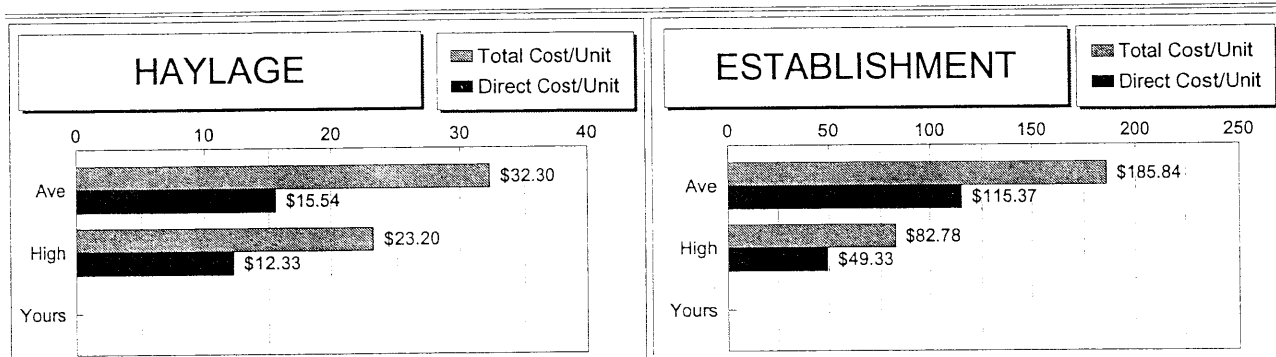 HAYLAGE
Total Cost/Unit
Direct Cost/Unit
0 10 20 30 40
Ave $32.30
$15.54
High $23.20
$12.33
Yours
ESTABLISHMENT
Total Cost/Unit
Direct Cost/Unit
0 50 100 150 200 250
Ave $185.84
$115.37
High $82.78
$49.33
Yours